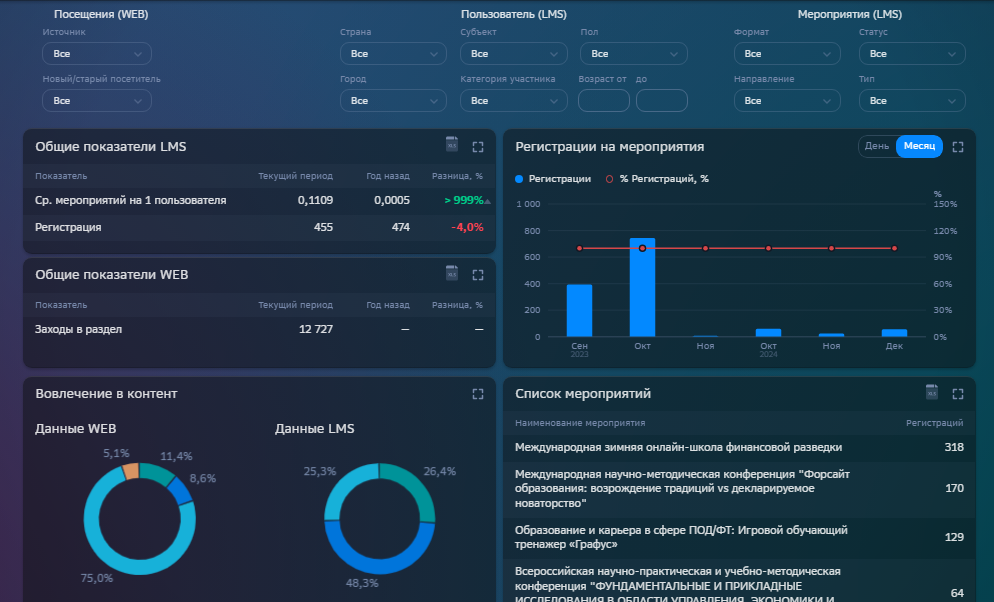 Посещения (WEB)
Источник
Все
Новый/старый посетитель
Все
Пользователь (LMS)
Страна
Субъект
Пол
Все
Все
Все
Город
Категория участника
Возраст от
до
Все
Все
Мероприятия (LMS)
Формат
Статус
Все
Все
Направление
Тип
Все
Все
Общие показатели LMS
Показатель Текущий период Год назад Разница, %
Ср. мероприятий на 1 пользователя 0,1109 0,0005 > 999%
Регистрация 455 474 -4,0%
Общие показатели WEB
Показатель Текущий период Год назад Разница, %
Заходы в раздел 12 727 — —
Регистрации на мероприятия
День Месяц
Регистрации % Регистраций, %
%
1 000 150%
800 120%
600 90%
400 60%
200 30%
0 0%
Сен Окт Ноя Окт Ноя Дек
2023 2024
Вовлечение в контент
Данные WEB
5,1%
11,4%
8,6%
75,0%
Данные LMS
25,3%
26,4%
48,3%
Список мероприятий
Наименование мероприятия Регистраций
Международная зимняя онлайн-школа финансовой разведки 318
Международная научно-методическая конференция "Форсайт
образования: возрождение традиций vs декларируемое
новаторство"
170
Образование и карьера в сфере ПОД/ФТ: Игровой обучающий
тренажер «Графус»
129
Всероссийская научно-практическая и учебно-методическая
конференция "ФУНДАМЕНТАЛЬНЫЕ И ПРИКЛАДНЫЕ
ИССЛЕДОВАНИЯ В ОБЛАСТИ УПРАВЛЕНИЯ, ЭКОНОМИКИ И
64